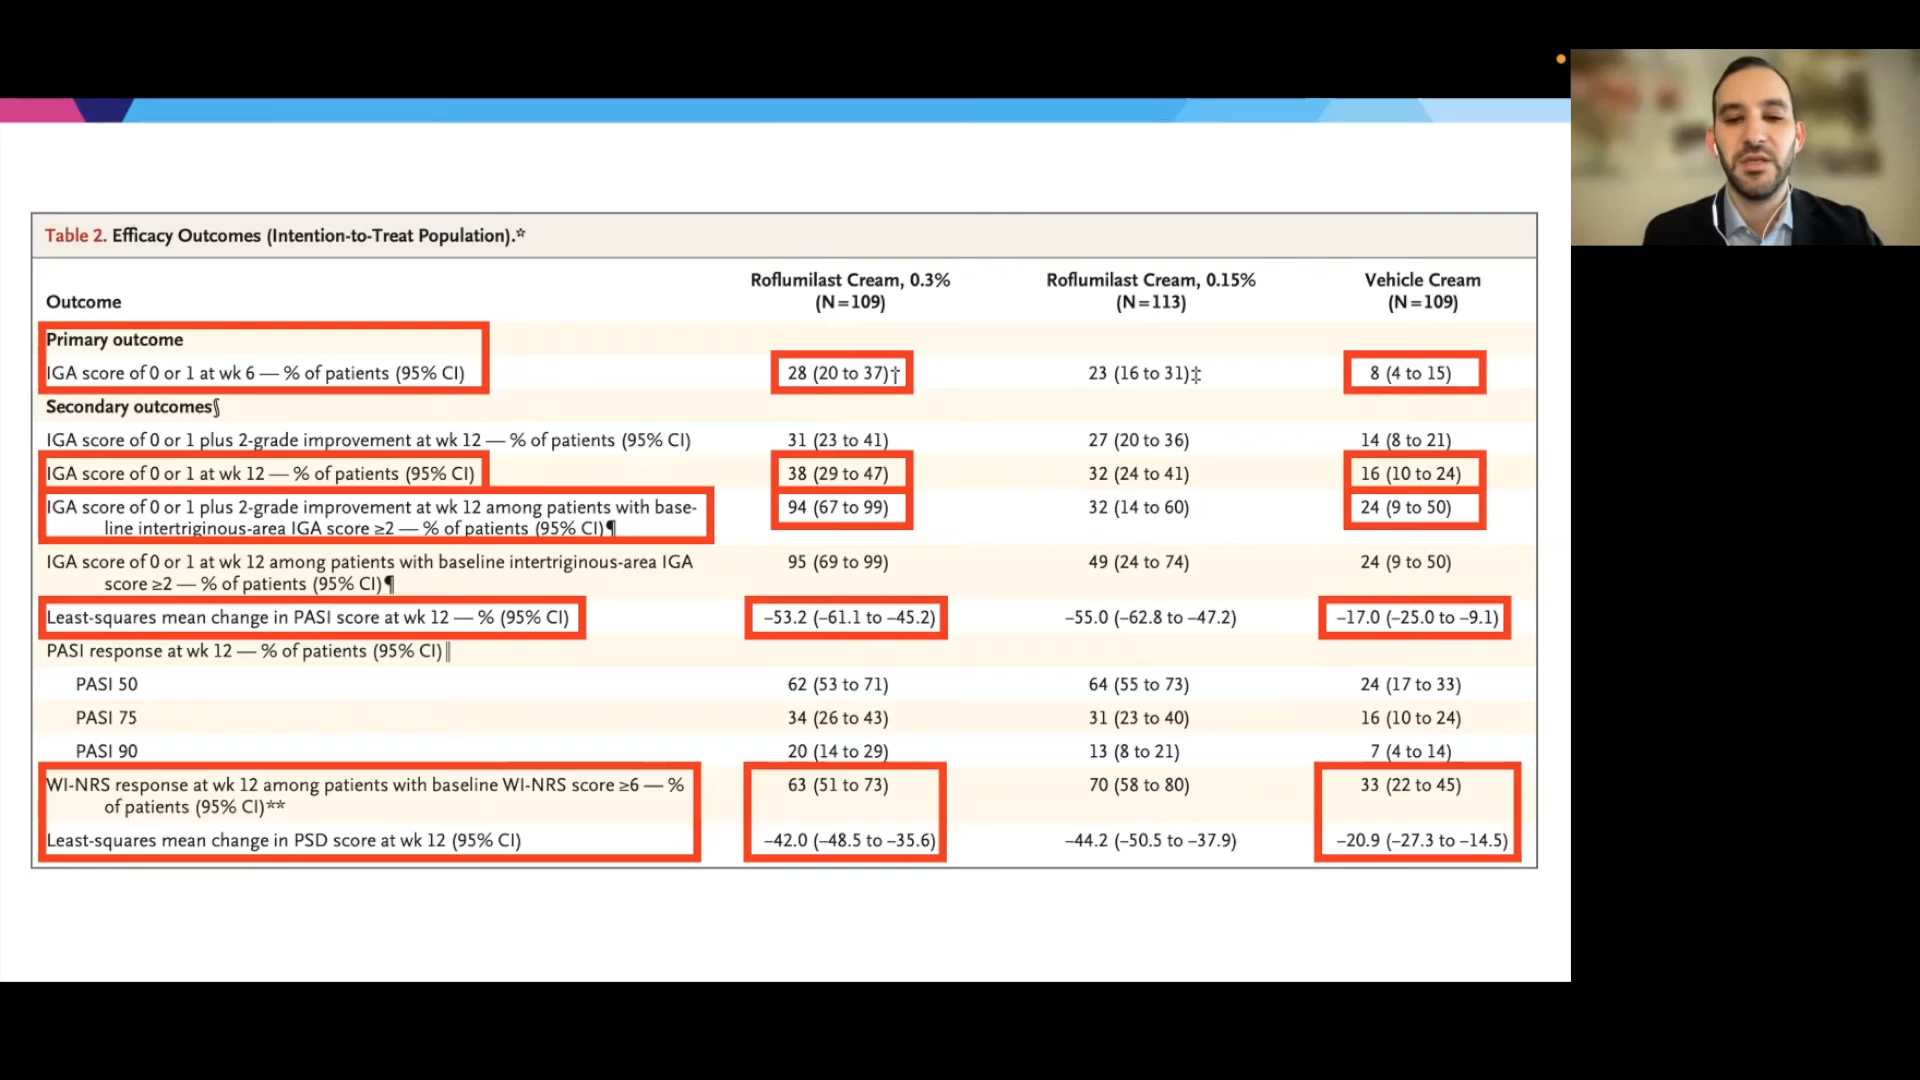 Table 2. Efficacy Outcomes (Intention-to-Treat Population).*
Outcome Roflumilast Cream, 0.3% (N=109) Roflumilast Cream, 0.15% (N=113) Vehicle Cream (N=109)
Primary outcome
IGA score of 0 or 1 at wk 6 — % of patients (95% CI) 28 (20 to 37)† 23 (16 to 31)‡ 8 (4 to 15)
Secondary outcomes§
IGA score of 0 or 1 plus 2-grade improvement at wk 12 — % of patients (95% CI) 31 (23 to 41) 27 (20 to 36) 14 (8 to 21)
IGA score of 0 or 1 at wk 12 — % of patients (95% CI) 38 (29 to 47) 32 (24 to 41) 16 (10 to 24)
IGA score of 0 or 1 plus 2-grade improvement at wk 12 among patients with base- 94 (67 to 99) 32 (14 to 60) 24 (9 to 50)
line intertriginous-area IGA score ≥2 — % of patients (95% CI)¶
IGA score of 0 or 1 at wk 12 among patients with baseline intertriginous-area IGA 95 (69 to 99) 49 (24 to 74) 24 (9 to 50)
score ≥2 — % of patients (95% CI)¶
Least-squares mean change in PASI score at wk 12 — % (95% CI) –53.2 (–61.1 to –45.2) –55.0 (–62.8 to –47.2) –17.0 (–25.0 to –9.1)
PASI response at wk 12 — % of patients (95% CI)‖
PASI 50 62 (53 to 71) 64 (55 to 73) 24 (17 to 33)
PASI 75 34 (26 to 43) 31 (23 to 40) 16 (10 to 24)
PASI 90 20 (14 to 29) 13 (8 to 21) 7 (4 to 14)
WI-NRS response at wk 12 among patients with baseline WI-NRS score ≥6 — % 63 (51 to 73) 70 (58 to 80) 33 (22 to 45)
of patients (95% CI)**
Least-squares mean change in PSD score at wk 12 (95% CI) –42.0 (–48.5 to –35.6) –44.2 (–50.5 to –37.9) –20.9 (–27.3 to –14.5)